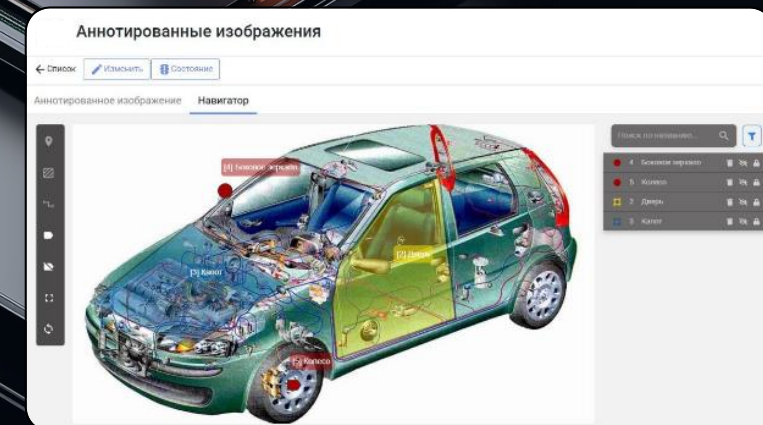 Аннотированные изображения
Список Изменить Состояние
Аннотированное изображение Навигатор
Поиск по названию...
[4] Боковое зеркало
4 Боковое зеркало
5 Колесо
2 Дверь
3 Капот
[2] Дверь
[3] Капот
[5] Колесо